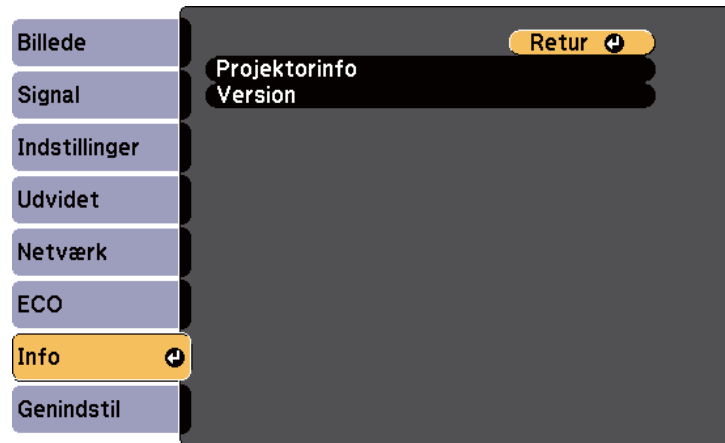 Billede
Signal
Indstillinger
Udvidet
Netværk
ECO
Info
Genindstil
Retur
Projektorinfo
Version